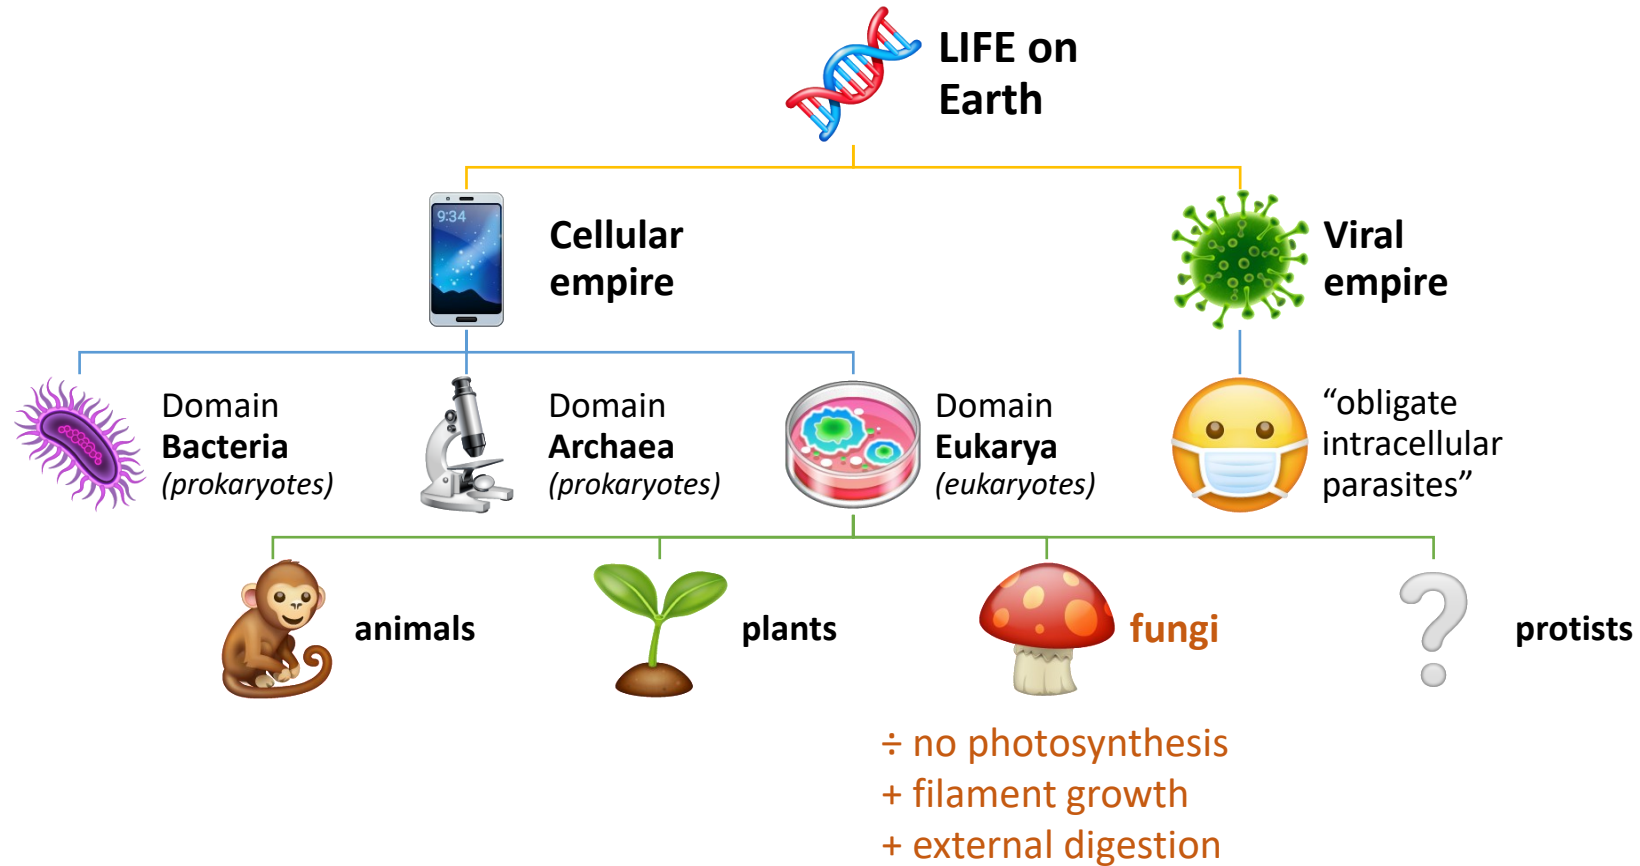 LIFE on
Earth
9:34
Cellular
empire
Viral
empire
Domain
Bacteria
(prokaryotes)
Domain
Archaea
(prokaryotes)
Domain
Eukarya
(eukaryotes)
“obligate
intracellular
parasites”
animals
plants
fungi
protists
÷ no photosynthesis
+ filament growth
+ external digestion